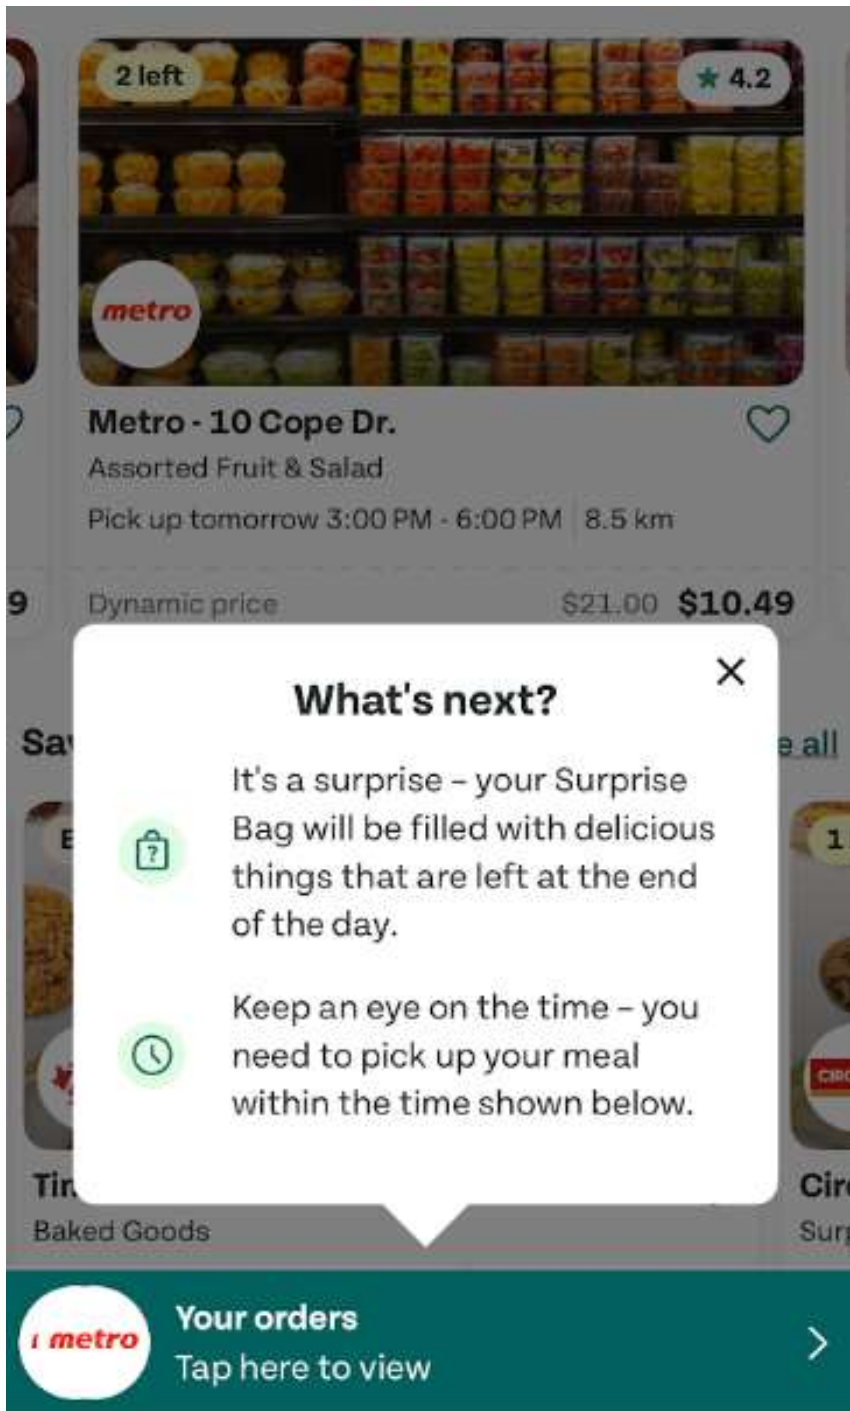 2 left
4.2
metro
Metro - 10 Cope Dr.
Assorted Fruit & Salad
Pick up tomorrow 3:00 PM - 6:00 PM 8.5 km
9
Dynamic price $21.00 $10.49
What's next?
e all
It's a surprise – your Surprise
Bag will be filled with delicious
things that are left at the end
of the day.
1
Keep an eye on the time – you
need to pick up your meal
within the time shown below.
Baked Goods
metro
Your orders
Tap here to view